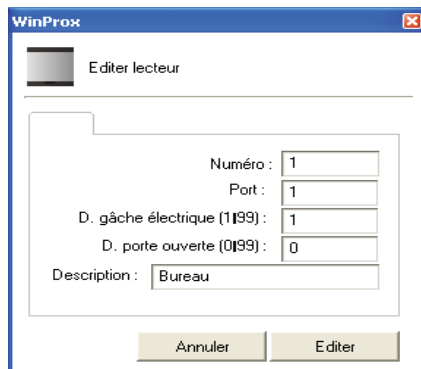 WinProx
Editer lecteur
Numéro : 1
Port : 1
D. gâche électrique (1|99) : 1
D. porte ouverte (0|99) : 0
Description : Bureau
Annuler Editer